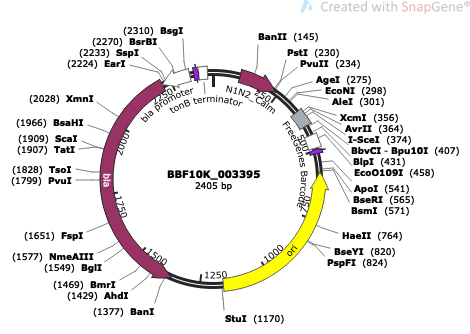 Created with SnapGene®
(2310) BsgI
(2270) BsrBI
(2233) SspI
(2224) EarI
(2028) XmnI
(1966) BsaHI
(1909) ScaI
(1907) TatI
(1828) TsoI
(1799) PvuI
(1651) FspI
(1577) NmeAIII
(1549) BglI
(1469) BmrI
(1429) AhdI
(1377) BanI
BanII (145)
PstI (230)
PvuII (234)
AgeI (275)
EcoNI (298)
AleI (301)
XcmI (356)
AvrII (364)
I-SceI (374)
BbvCI - Bpu10I (407)
BlpI (431)
EcoO109I (458)
ApoI (541)
BseRI (565)
BsmI (571)
HaeII (764)
BseYI (820)
PspFI (824)
StuI (1170)
bla promoter
tonB terminator
N1N2_Calm
FreeGenes Barcode
bla
ori
250
500
750
1000
1250
1500
1750
2000
2250
BBF10K_003395
2405 bp